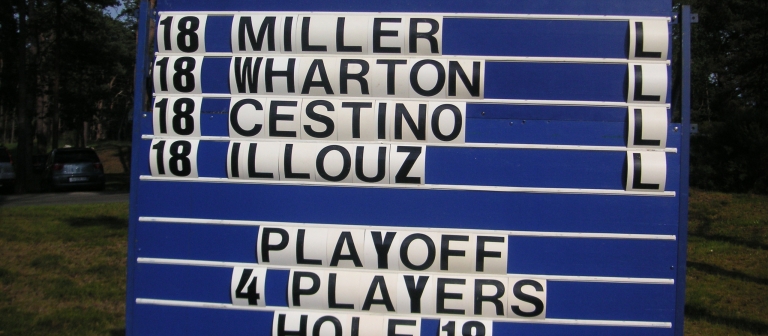 18 MILLER L
18 WHARTON L
18 CESTINO L
18 ILLOUZ L
PLAYOFF
4 PLAYERS
HOLE 18